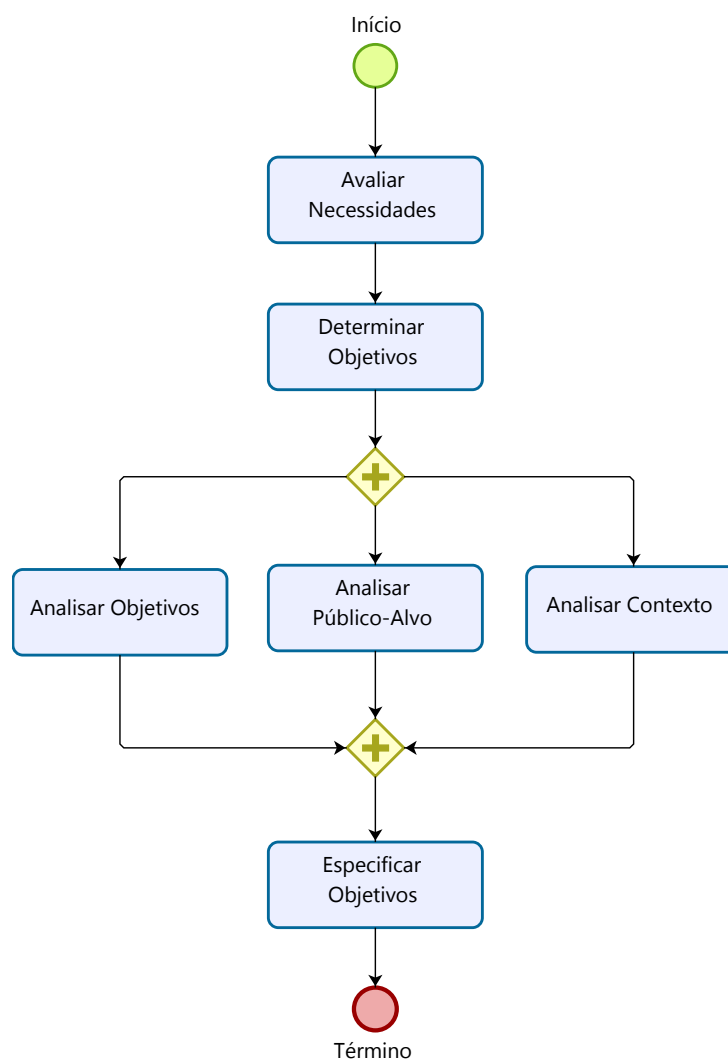 Início
Avaliar
Necessidades
Determinar
Objetivos
Analisar Objetivos
Analisar
Público-Alvo
Analisar Contexto
Especificar
Objetivos
Término